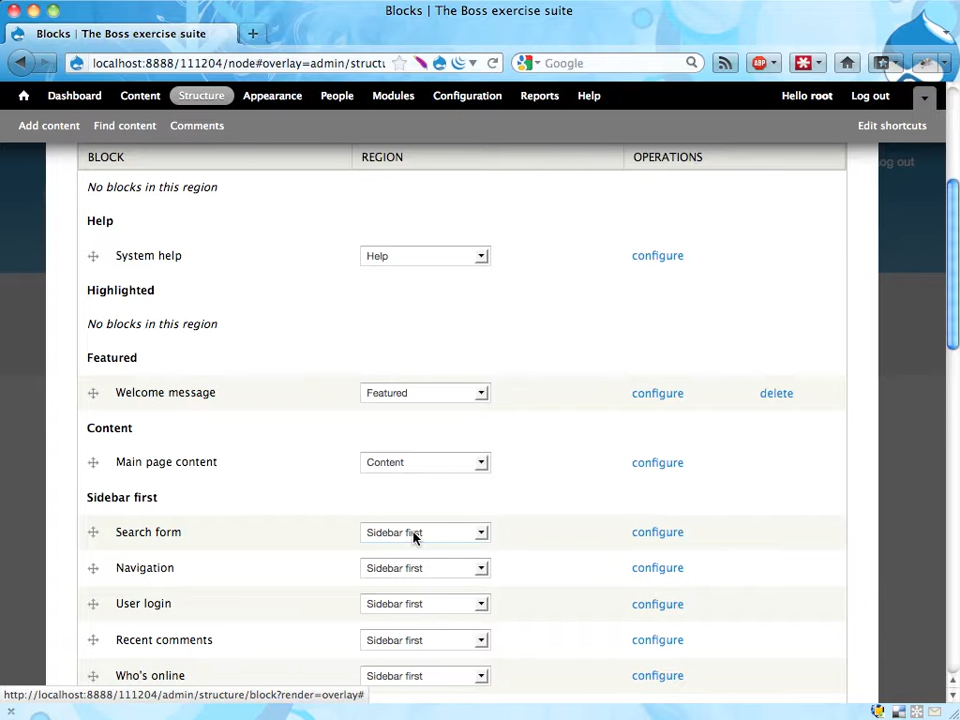 Blocks | The Boss exercise suite
Blocks | The Boss exercise suite
localhost:8888/111204/node#overlay=admin/structu
Google
ABP
Dashboard Content Structure Appearance People Modules Configuration Reports Help Hello root Log out
Add content Find content Comments Edit shortcuts
og out
BLOCK REGION OPERATIONS
No blocks in this region
Help
System help Help configure
Highlighted
No blocks in this region
Featured
Welcome message Featured configure delete
Content
Main page content Content configure
Sidebar first
Search form Sidebar first configure
Navigation Sidebar first configure
User login Sidebar first configure
Recent comments Sidebar first configure
Who's online Sidebar first configure
http://localhost:8888/111204/admin/structure/block?render=overlay#